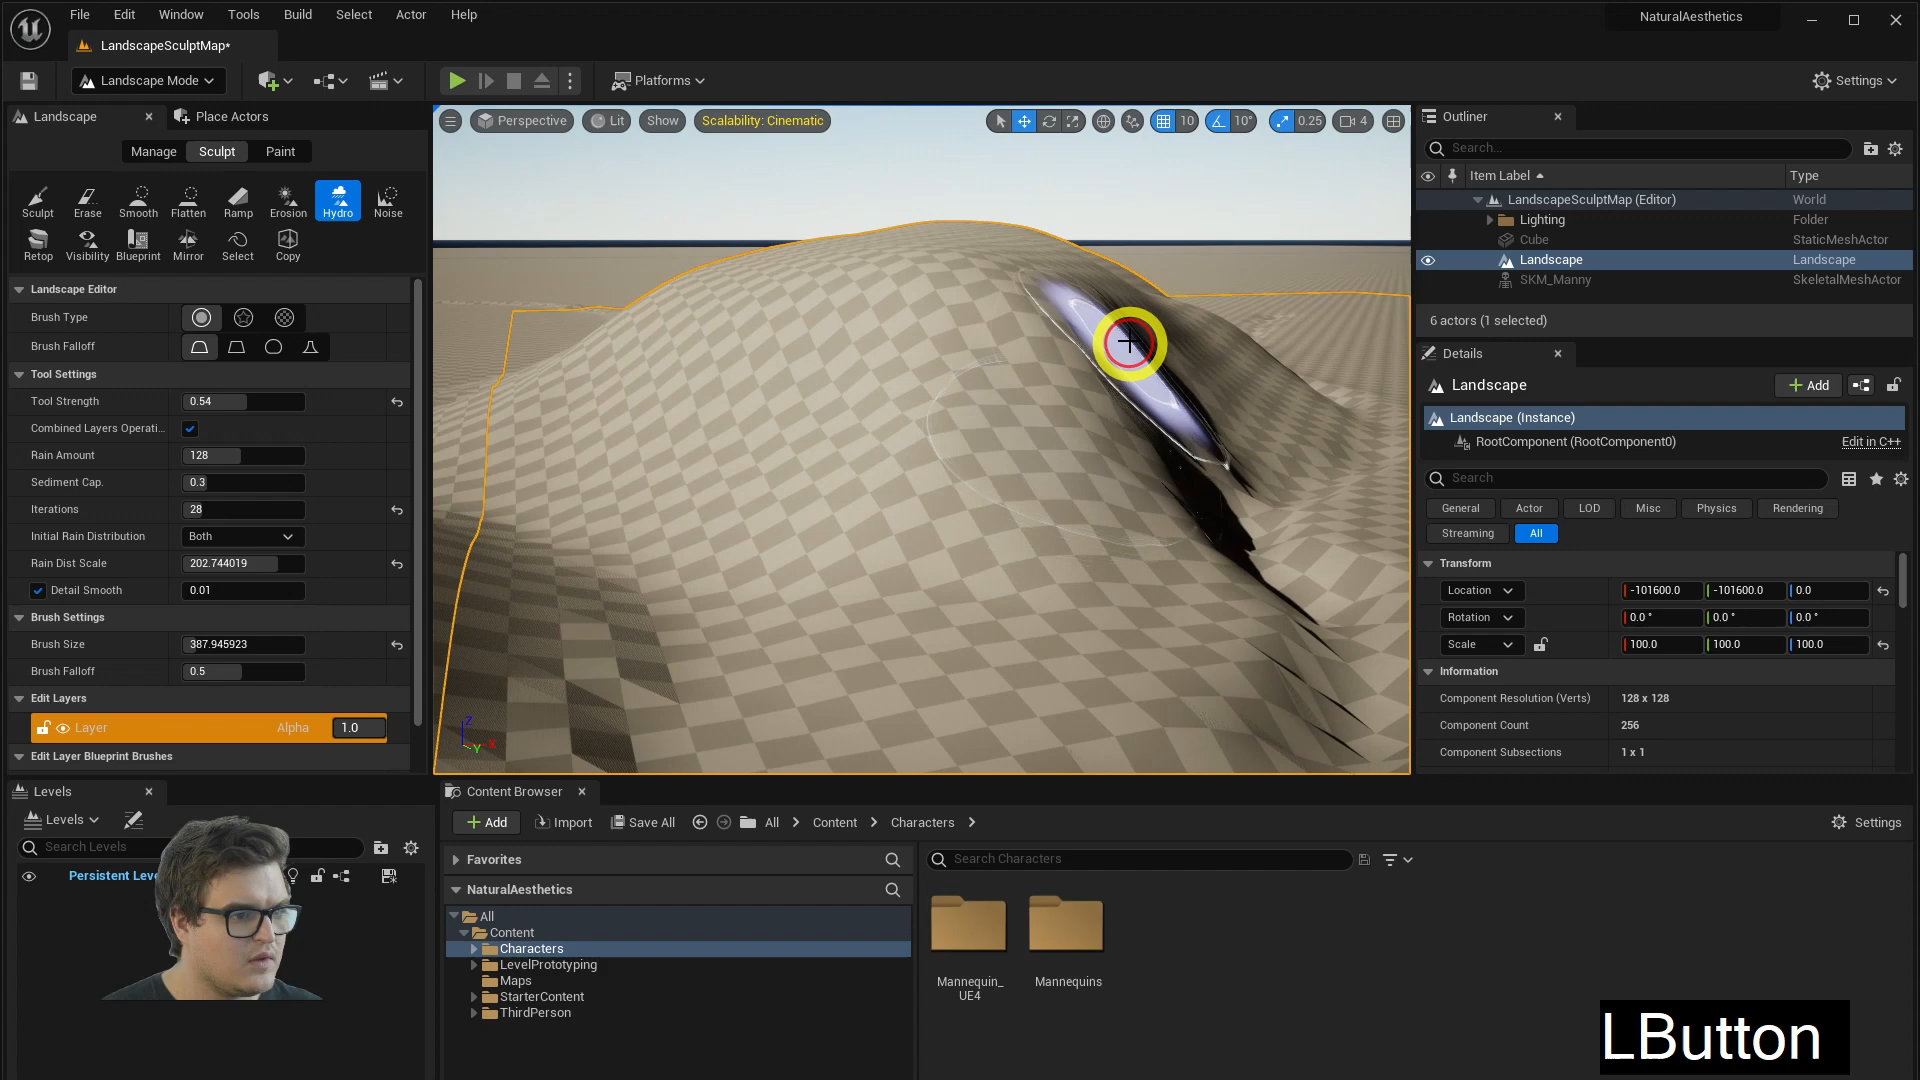 File Edit Window Tools Build Select Actor Help
NaturalAesthetics
LandscapeSculptMap*
Landscape Mode
Platforms
Settings
Landscape
Place Actors
Manage Sculpt Paint
Sculpt Erase Smooth Flatten Ramp Erosion Hydro Noise
Retop Visibility Blueprint Mirror Select Copy
Landscape Editor
Brush Type
Brush Falloff
Tool Settings
Tool Strength 0.54
Combined Layers Operati...
Rain Amount 128
Sediment Cap. 0.3
Iterations 28
Initial Rain Distribution Both
Rain Dist Scale 202.744019
Detail Smooth 0.01
Brush Settings
Brush Size 387.945923
Brush Falloff 0.5
Edit Layers
Layer Alpha 1.0
Edit Layer Blueprint Brushes
Perspective Lit Show Scalability: Cinematic
10 10° 0.25 4
Z
Y X
Outliner
Search...
Item Label Type
LandscapeSculptMap (Editor) World
Lighting Folder
Cube StaticMeshActor
Landscape Landscape
SKM_Manny SkeletalMeshActor
6 actors (1 selected)
Details
Landscape
Add
Landscape (Instance)
RootComponent (RootComponent0) Edit in C++
Search
General Actor LOD Misc Physics Rendering
Streaming All
Transform
Location -101600.0 -101600.0 0.0
Rotation 0.0 ° 0.0 ° 0.0 °
Scale 100.0 100.0 100.0
Information
Component Resolution (Verts) 128 x 128
Component Count 256
Component Subsections 1 x 1
Levels
Levels
Search Levels
Persistent Leve
Content Browser
Add Import Save All All Content Characters
Settings
Favorites
NaturalAesthetics
All
Content
Characters
LevelPrototyping
Maps
StarterContent
ThirdPerson
Search Characters
Mannequin_
UE4
Mannequins
LButton